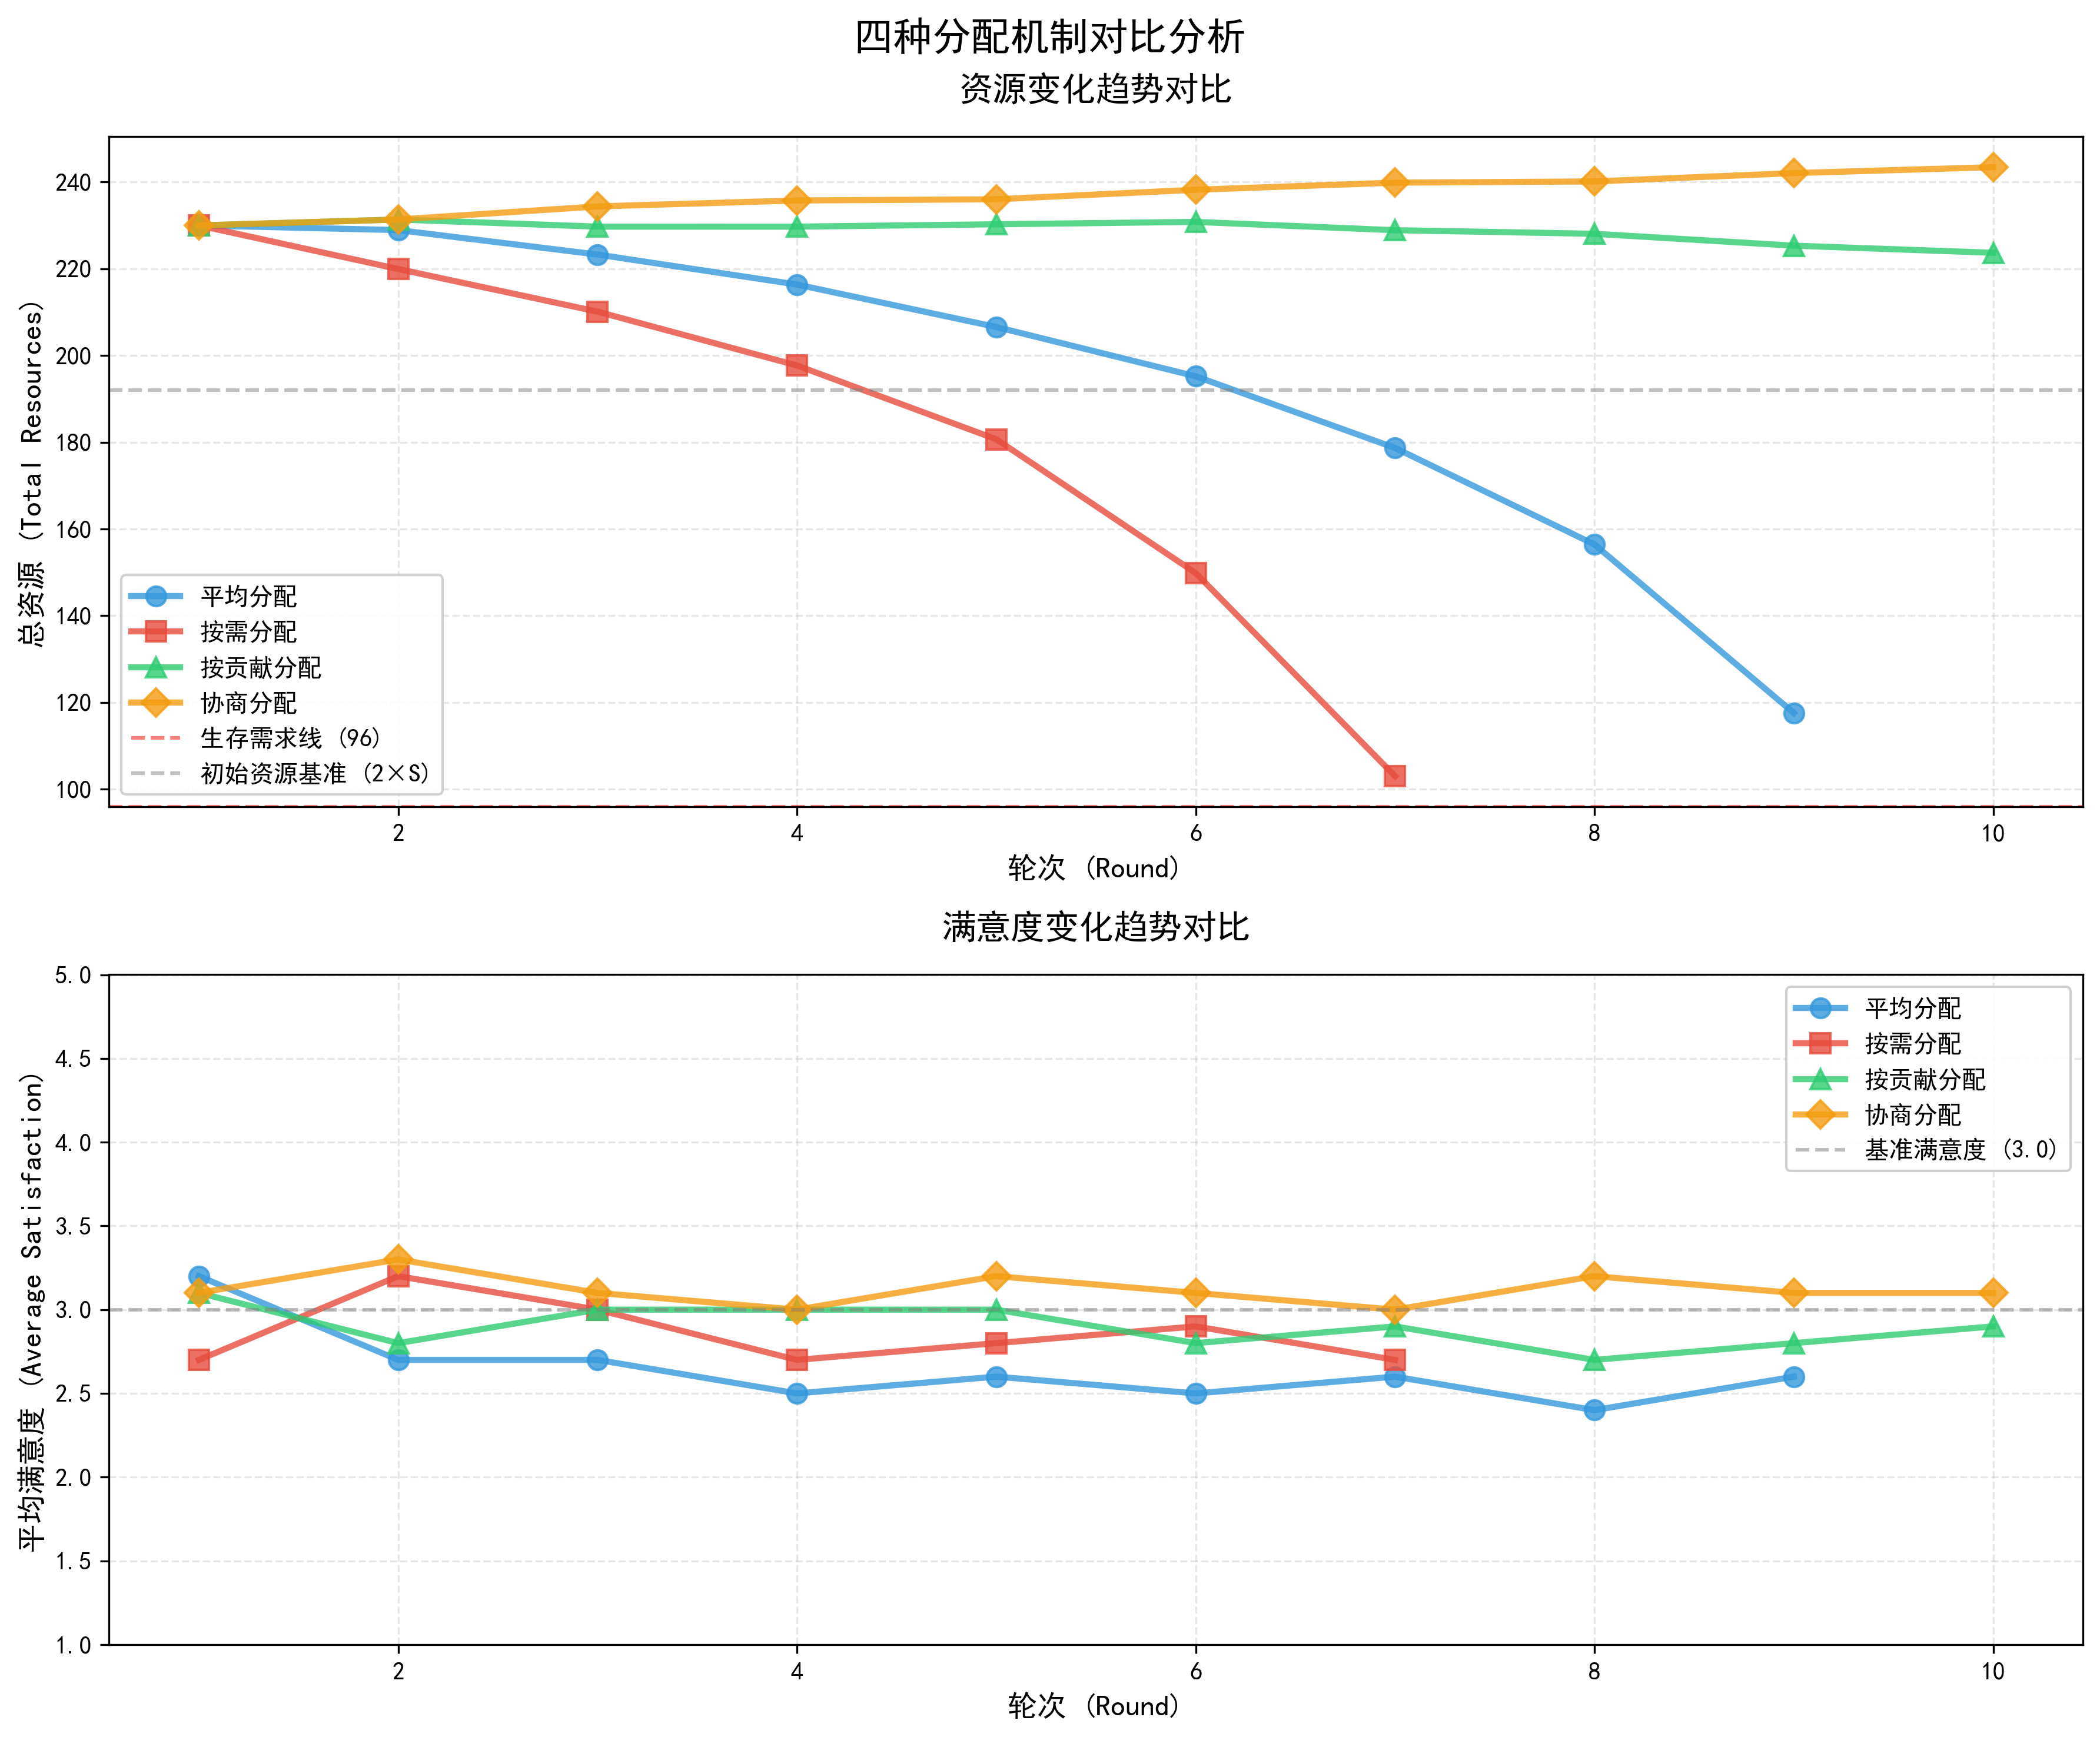 四种分配机制对比分析
资源变化趋势对比
总资源 (Total Resources)
240
220
200
180
160
140
120
100
平均分配
按需分配
按贡献分配
协商分配
生存需求线 (96)
初始资源基准 (2×S)
2
4
6
8
10
轮次 (Round)
满意度变化趋势对比
平均满意度 (Average Satisfaction)
5.0
4.5
4.0
3.5
3.0
2.5
2.0
1.5
1.0
平均分配
按需分配
按贡献分配
协商分配
基准满意度 (3.0)
2
4
6
8
10
轮次 (Round)